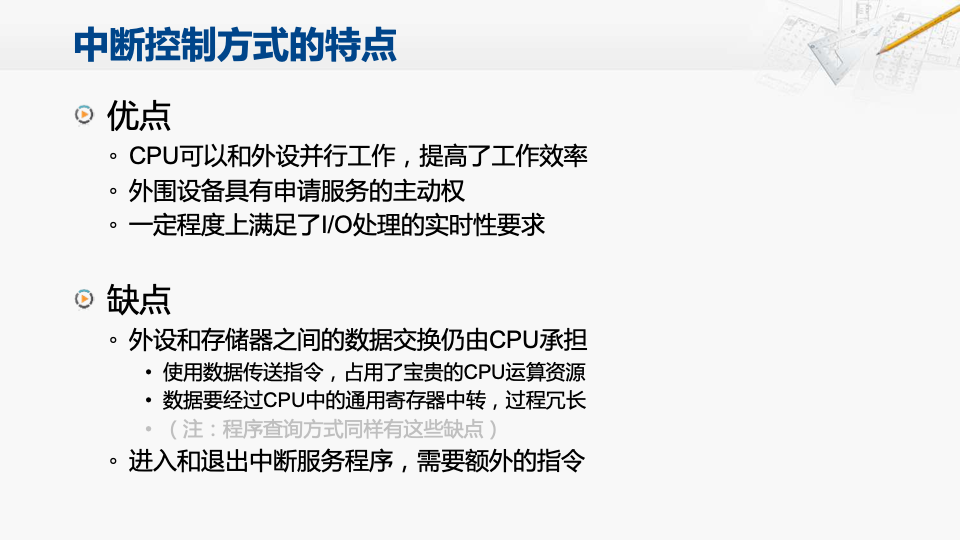 中断控制方式的特点
优点
CPU可以和外设并行工作，提高了工作效率
外围设备具有申请服务的主动权
一定程度上满足了I/O处理的实时性要求
缺点
外设和存储器之间的数据交换仍由CPU承担
使用数据传送指令，占用了宝贵的CPU运算资源
数据要经过CPU中的通用寄存器中转，过程冗长
（注：程序查询方式同样有这些缺点）
进入和退出中断服务程序，需要额外的指令